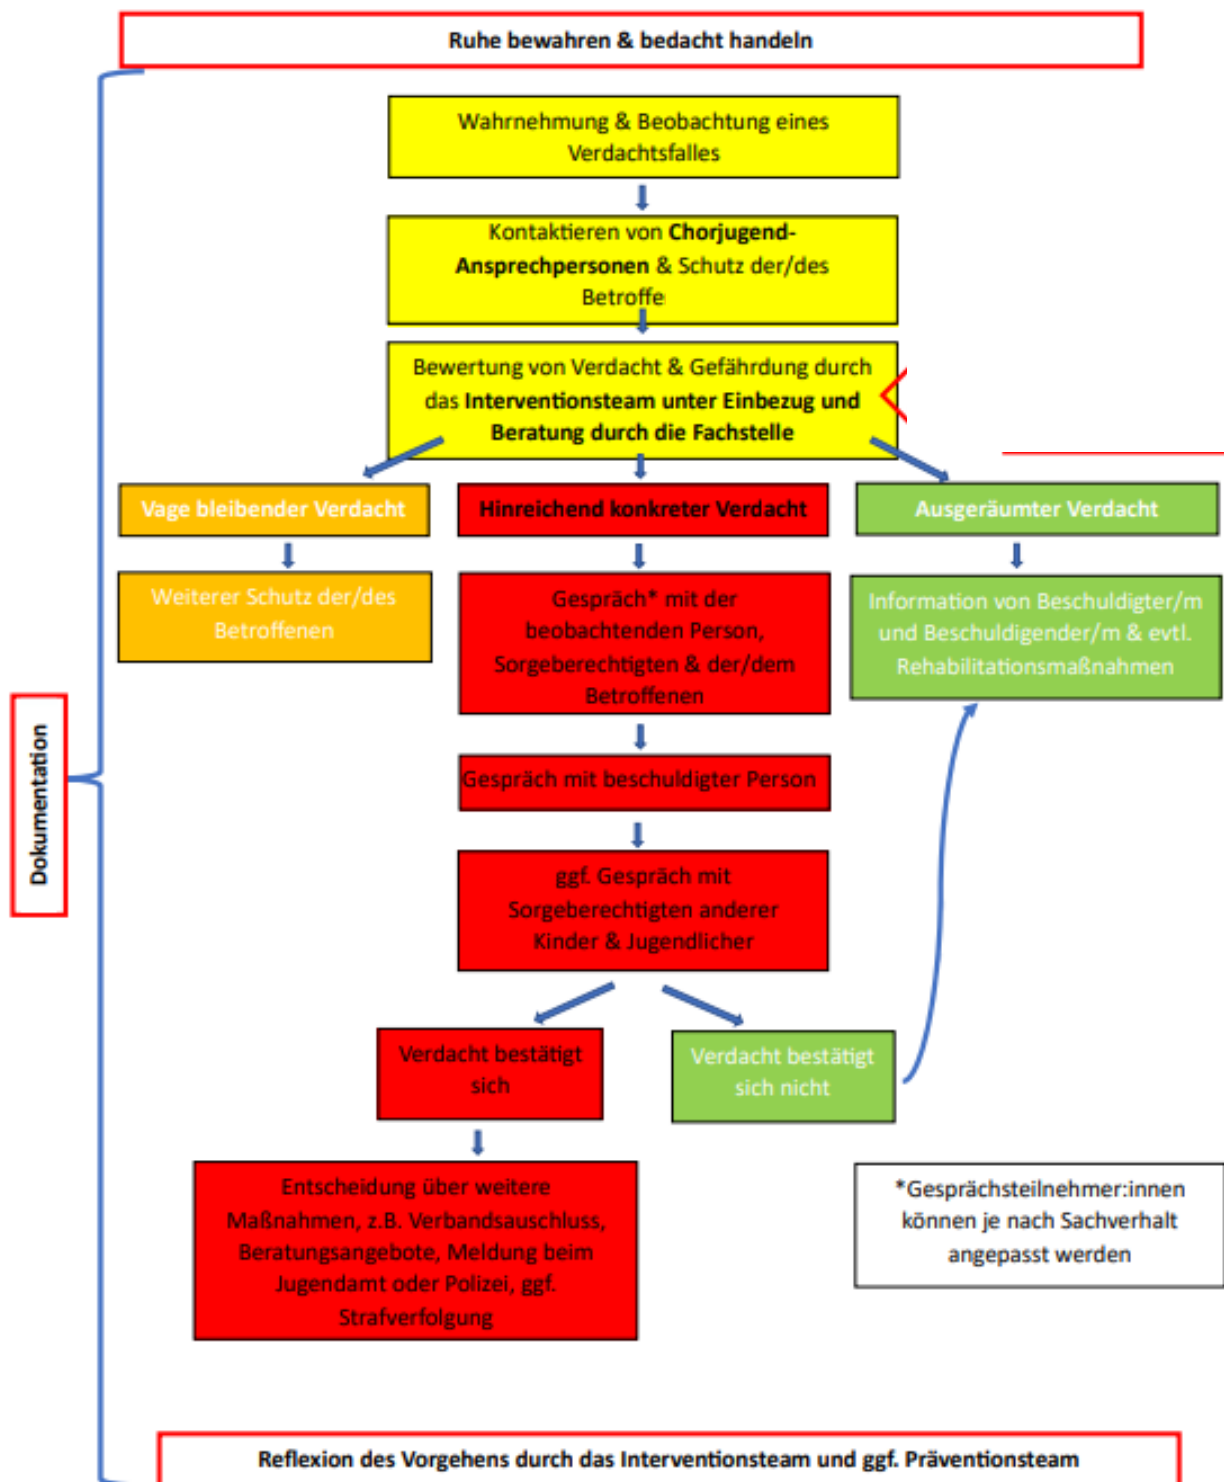 Ruhe bewahren & bedacht handeln
Wahrnehmung & Beobachtung eines
Verdachtsfalles
Kontaktieren von Chorjugend-
Ansprechpersonen & Schutz der/des
Betroffe
Bewertung von Verdacht & Gefährdung durch
das Interventionsteam unter Einbezug und
Beratung durch die Fachstelle
Vage bleibender Verdacht
Hinreichend konkreter Verdacht
Ausgeräumter Verdacht
Weiterer Schutz der/des
Betroffenen
Gespräch* mit der
beobachtenden Person,
Sorgeberechtigten & der/dem
Betroffenen
Information von Beschuldigter/m
und Beschuldigender/m & evtl.
Rehabilitationsmaßnahmen
Dokumentation
Gespräch mit beschuldigter Person
ggf. Gespräch mit
Sorgeberechtigten anderer
Kinder & Jugendlicher
Verdacht bestätigt
sich
Verdacht bestätigt
sich nicht
Entscheidung über weitere
Maßnahmen, z.B. Verbandsauschluss,
Beratungsangebote, Meldung beim
Jugendamt oder Polizei, ggf.
Strafverfolgung
*Gesprächsteilnehmer:innen
können je nach Sachverhalt
angepasst werden
Reflexion des Vorgehens durch das Interventionsteam und ggf. Präventionsteam